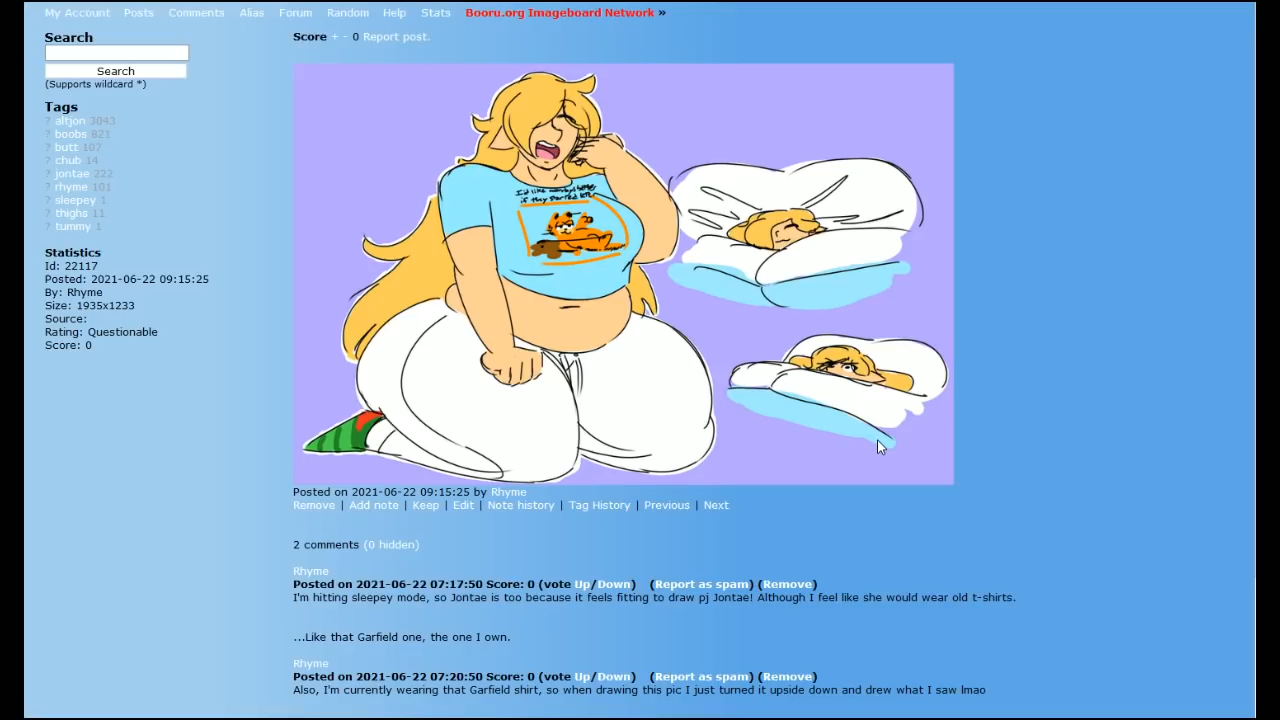 My Account Posts Comments Alias Forum Random Help Stats Booru.org Imageboard Network »
Search
Search
(Supports wildcard *)
Tags
? altjon 3043
? boobs 821
? butt 107
? chub 14
? jontae 222
? rhyme 101
? sleepey 1
? thighs 11
? tummy 1
Statistics
Id: 22117
Posted: 2021-06-22 09:15:25
By: Rhyme
Size: 1935x1233
Source:
Rating: Questionable
Score: 0
Score + - 0 Report post.
I'd like mornings better
if they started later
Posted on 2021-06-22 09:15:25 by Rhyme
Remove | Add note | Keep | Edit | Note history | Tag History | Previous | Next
2 comments (0 hidden)
Rhyme
Posted on 2021-06-22 07:17:50 Score: 0 (vote Up/Down) (Report as spam) (Remove)
I'm hitting sleepey mode, so Jontae is too because it feels fitting to draw pj Jontae! Although I feel like she would wear old t-shirts.
...Like that Garfield one, the one I own.
Rhyme
Posted on 2021-06-22 07:20:50 Score: 0 (vote Up/Down) (Report as spam) (Remove)
Also, I'm currently wearing that Garfield shirt, so when drawing this pic I just turned it upside down and drew what I saw lmao